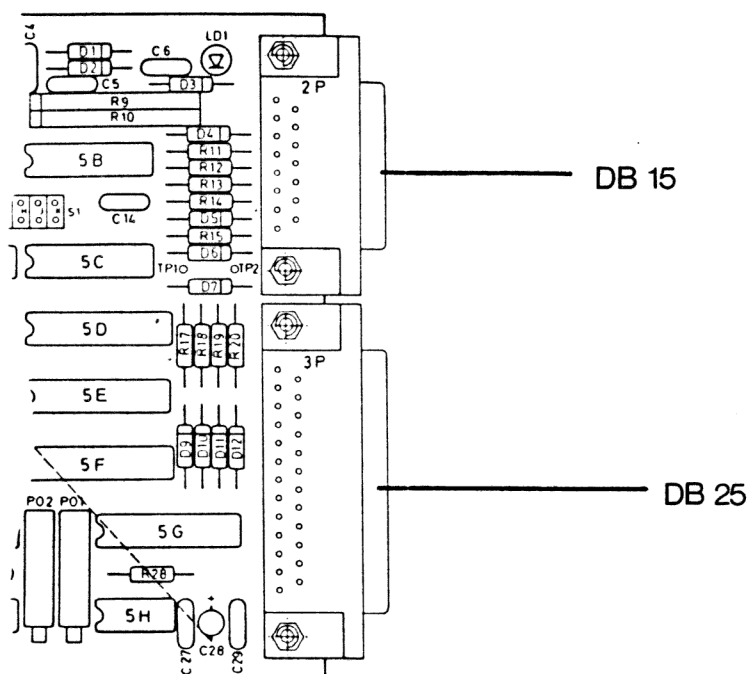 C4
D1
C6
LD1
D2
C5
D3
2P
R9
R10
D4
5B
R11
R12
R13
DB 15
R14
S1
C14
D5
R15
D6
5C
TP1
TP2
D7
5D
R17
R18
R19
R20
3P
5E
D9
D10
D11
D12
5F
PO2
PO1
DB 25
5G
R28
+
5H
C27
C28
C29